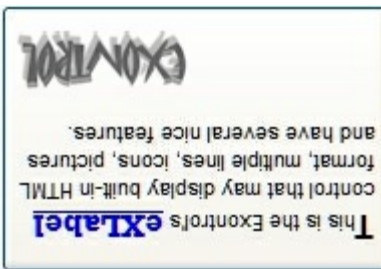 This is the Exontrol's eXLabel
control that may display built-in HTML
format, multiple lines, icons, pictures
and have several nice features.
EXONTROL